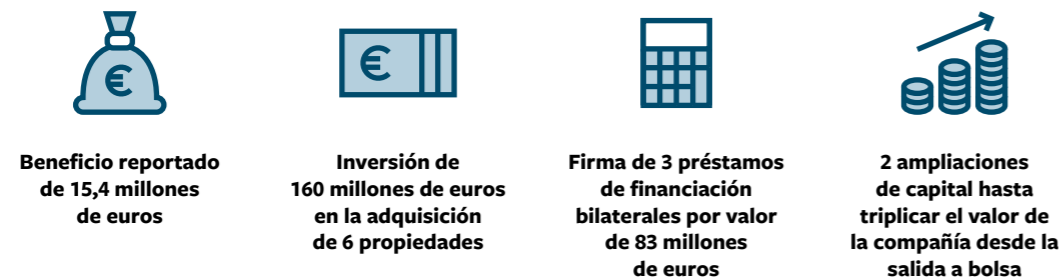 €
€
Beneficio reportado
de 15,4 millones
de euros
Inversión de
160 millones de euros
en la adquisición
de 6 propiedades
Firma de 3 préstamos
de financiación
bilaterales por valor
de 83 millones
de euros
2 ampliaciones
de capital hasta
triplicar el valor de
la compañía desde la
salida a bolsa